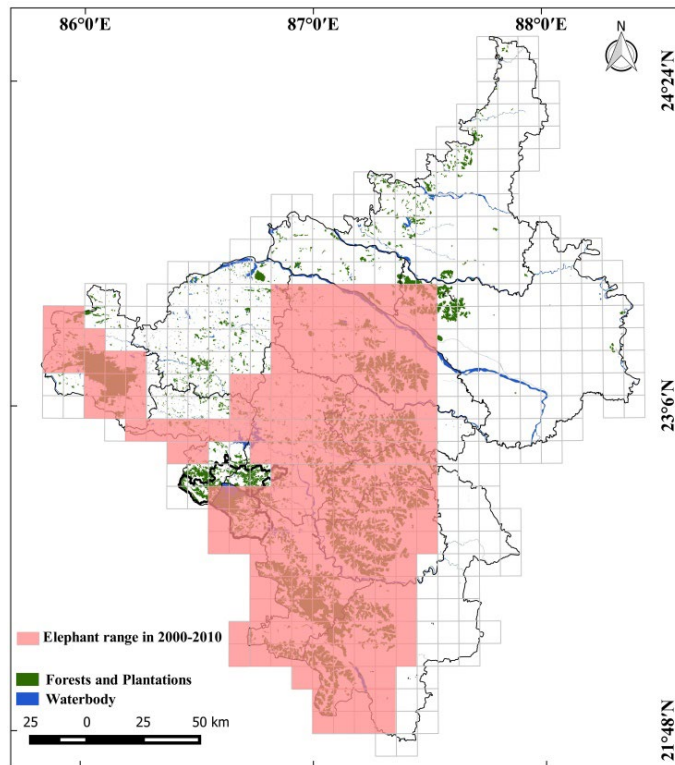 86°0′E 87°0′E 88°0′E
N
24°24′N
23°6′N
Elephant range in 2000-2010
Forests and Plantations
Waterbody
21°48′N
25 0 25 50 km